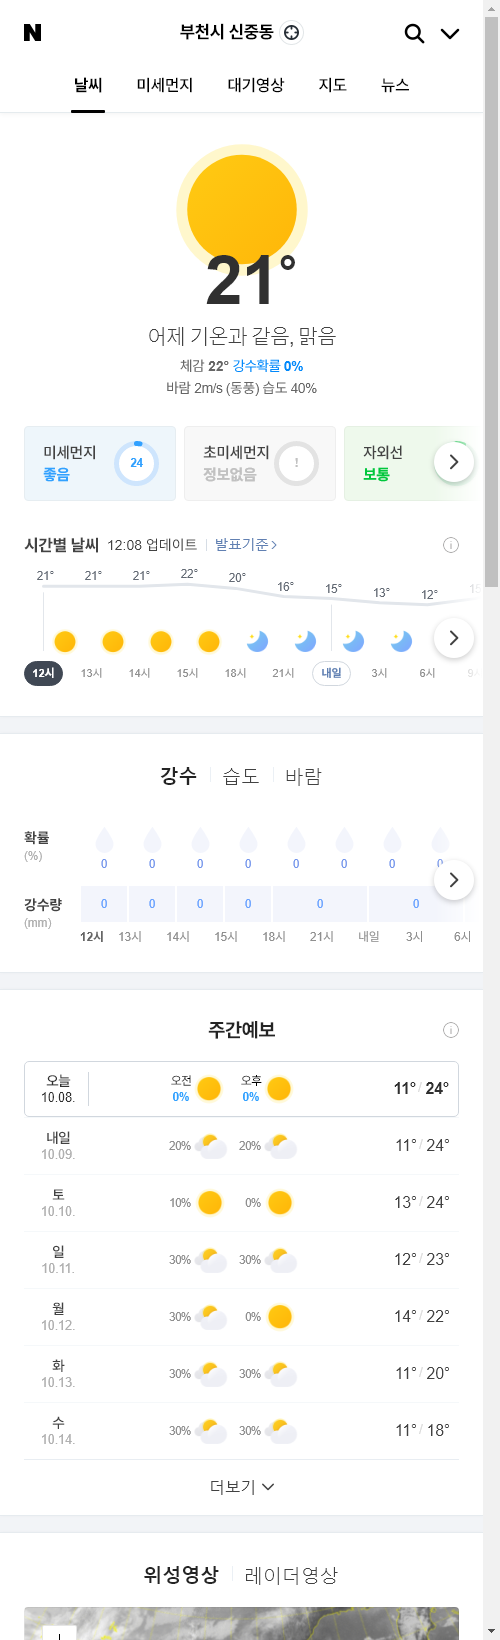 N 부천시 신중동
날씨 미세먼지 대기영상 지도 뉴스
21°
어제 기온과 같음, 맑음
체감 22° 강수확률 0%
바람 2m/s (동풍) 습도 40%
미세먼지 24 초미세먼지 ! 자외선
좋음 정보없음 보통
시간별 날씨 12:08 업데이트 발표기준
21° 21° 21° 22° 20° 16° 15° 13° 12°
12시 13시 14시 15시 18시 21시 내일 3시 6시
강수 습도 바람
확률
(%)
0 0 0 0 0 0 0 0
강수량 0 0 0 0 0 0
(mm)
12시 13시 14시 15시 18시 21시 내일 3시 6시
주간예보
오늘 오전 오후
10.08. 0% 0% 11° / 24°
내일
10.09. 20% 20% 11° / 24°
토
10.10. 10% 0% 13° / 24°
일
10.11. 30% 30% 12° / 23°
월
10.12. 30% 0% 14° / 22°
화
10.13. 30% 30% 11° / 20°
수
10.14. 30% 30% 11° / 18°
더보기
위성영상 레이더영상